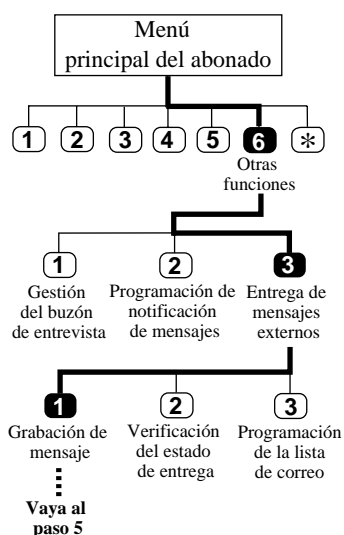 Menú
principal del abonado
1 2 3 4 5 6 *
Otras
funciones
1 2 3
Gestión Programación de Entrega de
del buzón notificación mensajes
de entrevista de mensajes externos
1 2 3
Grabación de Verificación Programación
mensaje del estado de la lista
de entrega de correo
Vaya al
paso 5